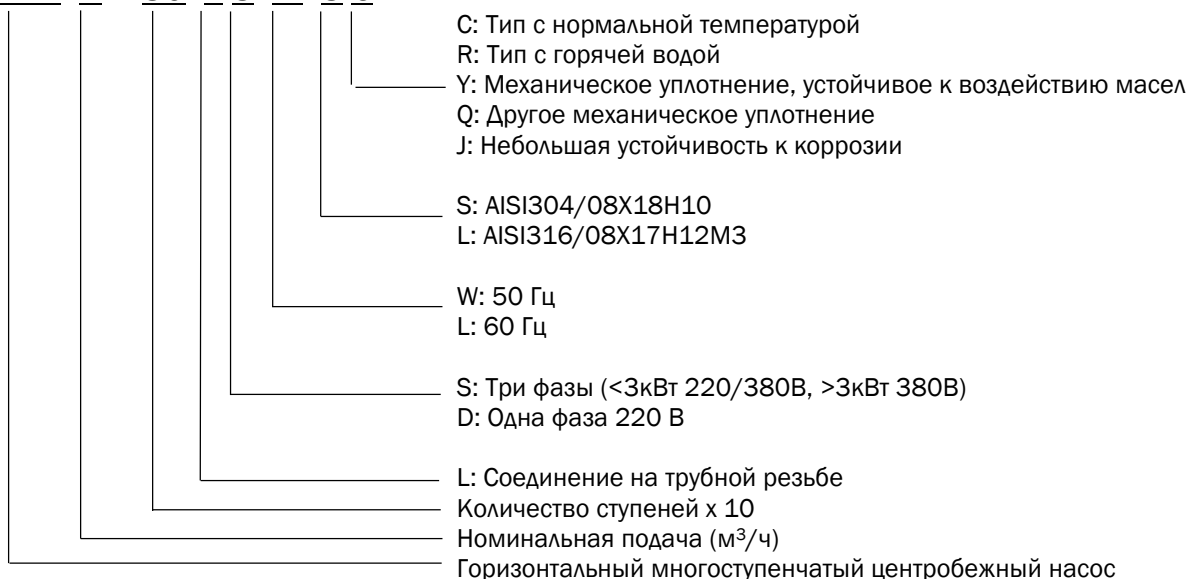 C: Тип с нормальной температурой
R: Тип с горячей водой
Y: Механическое уплотнение, устойчивое к воздействию масел
Q: Другое механическое уплотнение
J: Небольшая устойчивость к коррозии
S: AISI304/08Х18Н10
L: AISI316/08Х17Н12М3
W: 50 Гц
L: 60 Гц
S: Три фазы (<3кВт 220/380В, >3кВт 380В)
D: Одна фаза 220 В
L: Соединение на трубной резьбе
Количество ступеней х 10
Номинальная подача (м³/ч)
Горизонтальный многоступенчатый центробежный насос